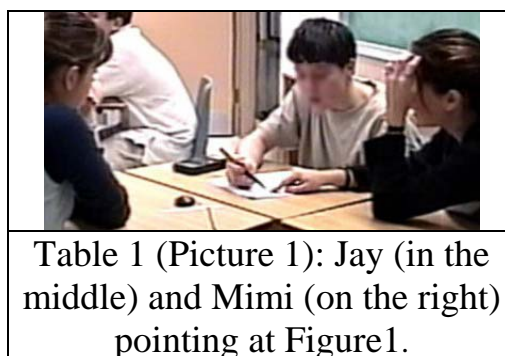 Table 1 (Picture 1): Jay (in the
middle) and Mimi (on the right)
pointing at Figure1.